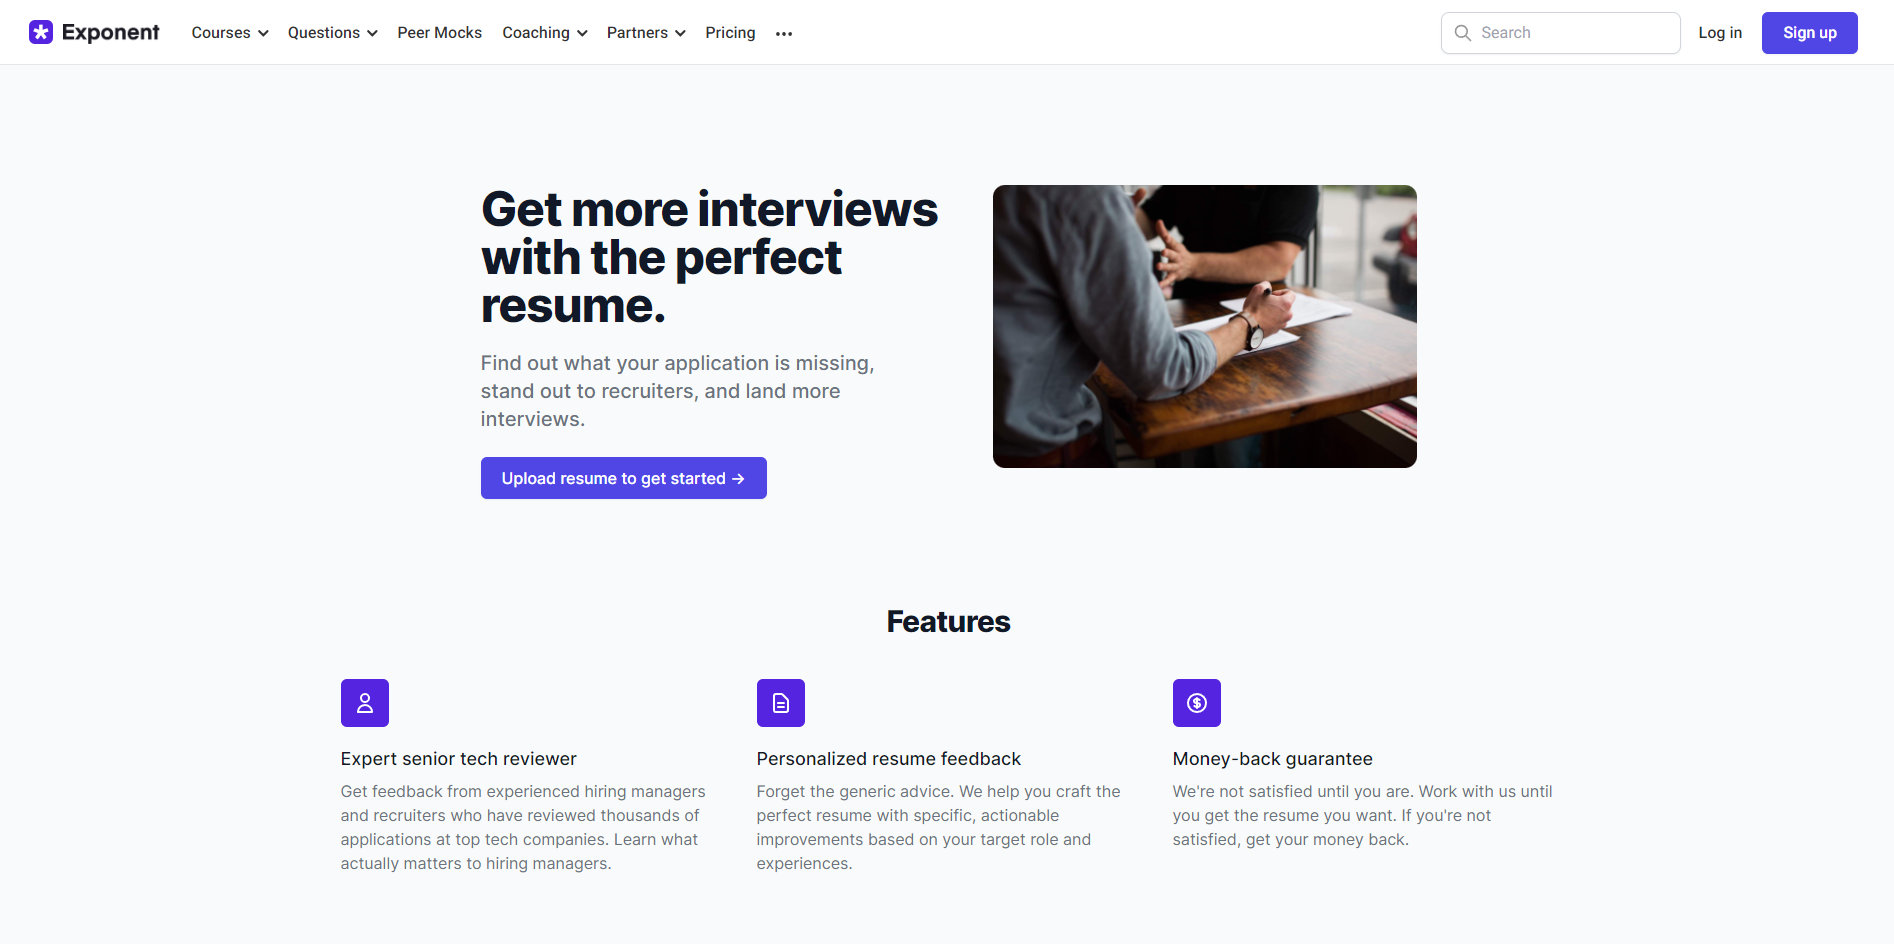 Exponent
Courses
Questions
Peer Mocks
Coaching
Partners
Pricing
Search
Log in
Sign up
Get more interviews
with the perfect
resume.
Find out what your application is missing,
stand out to recruiters, and land more
interviews.
Upload resume to get started →
Features
Expert senior tech reviewer
Get feedback from experienced hiring managers
and recruiters who have reviewed thousands of
applications at top tech companies. Learn what
actually matters to hiring managers.
Personalized resume feedback
Forget the generic advice. We help you craft the
perfect resume with specific, actionable
improvements based on your target role and
experiences.
Money-back guarantee
We're not satisfied until you are. Work with us until
you get the resume you want. If you're not
satisfied, get your money back.